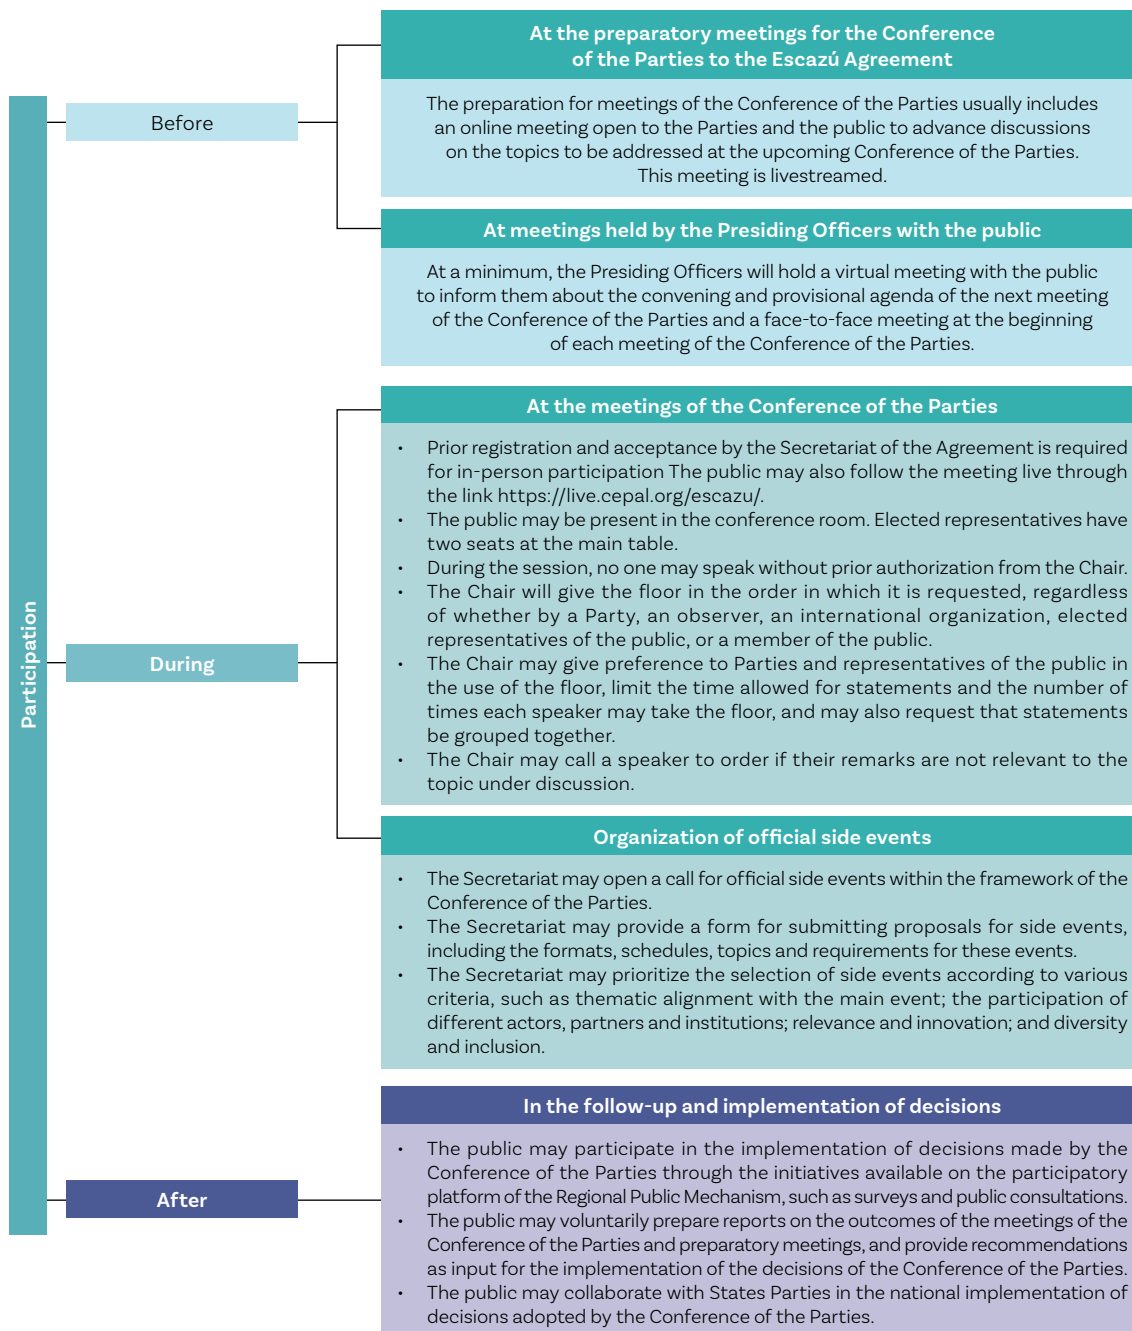 Participation
Before
At the preparatory meetings for the Conference
of the Parties to the Escazú Agreement
The preparation for meetings of the Conference of the Parties usually includes
an online meeting open to the Parties and the public to advance discussions
on the topics to be addressed at the upcoming Conference of the Parties.
This meeting is livestreamed.
At meetings held by the Presiding Officers with the public
At a minimum, the Presiding Officers will hold a virtual meeting with the public
to inform them about the convening and provisional agenda of the next meeting
of the Conference of the Parties and a face-to-face meeting at the beginning
of each meeting of the Conference of the Parties.
During
At the meetings of the Conference of the Parties
• Prior registration and acceptance by the Secretariat of the Agreement is required
for in-person participation The public may also follow the meeting live through
the link https://live.cepal.org/escazu/.
• The public may be present in the conference room. Elected representatives have
two seats at the main table.
• During the session, no one may speak without prior authorization from the Chair.
• The Chair will give the floor in the order in which it is requested, regardless
of whether by a Party, an observer, an international organization, elected
representatives of the public, or a member of the public.
• The Chair may give preference to Parties and representatives of the public in
the use of the floor, limit the time allowed for statements and the number of
times each speaker may take the floor, and may also request that statements
be grouped together.
• The Chair may call a speaker to order if their remarks are not relevant to the
topic under discussion.
Organization of official side events
• The Secretariat may open a call for official side events within the framework of the
Conference of the Parties.
• The Secretariat may provide a form for submitting proposals for side events,
including the formats, schedules, topics and requirements for these events.
• The Secretariat may prioritize the selection of side events according to various
criteria, such as thematic alignment with the main event; the participation of
different actors, partners and institutions; relevance and innovation; and diversity
and inclusion.
After
In the follow-up and implementation of decisions
• The public may participate in the implementation of decisions made by the
Conference of the Parties through the initiatives available on the participatory
platform of the Regional Public Mechanism, such as surveys and public consultations.
• The public may voluntarily prepare reports on the outcomes of the meetings of the
Conference of the Parties and preparatory meetings, and provide recommendations
as input for the implementation of the decisions of the Conference of the Parties.
• The public may collaborate with States Parties in the national implementation of
decisions adopted by the Conference of the Parties.